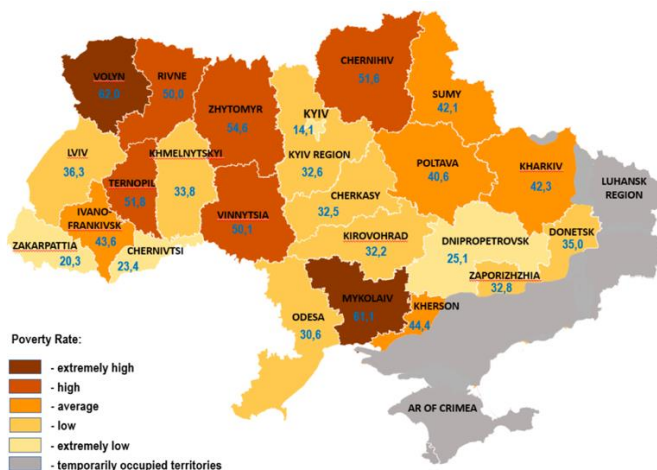 VOLYN
62,0
RIVNE
50,0
ZHYTOMYR
54,6
KYIV
14,1
KYIV REGION
32,6
CHERNIHIV
51,6
SUMY
42,1
LVIV
36,3
TERNOPIL
51,8
KHMELNYTSKYI
33,8
VINNYTSIA
50,1
CHERKASY
32,5
POLTAVA
40,6
KHARKIV
42,3
LUHANSK
REGION
IVANO-
FRANKIVSK
43,6
ZAKARPATTIA
20,3
CHERNIVTSI
23,4
KIROVOHRAD
32,2
DNIPROPETROVSK
25,1
DONETSK
35,0
ZAPORIZHZHIA
32,8
MYKOLAIV
61,1
KHERSON
44,4
ODESA
30,6
AR OF CRIMEA
Poverty Rate:
- extremely high
- high
- average
- low
- extremely low
- temporarily occupied territories